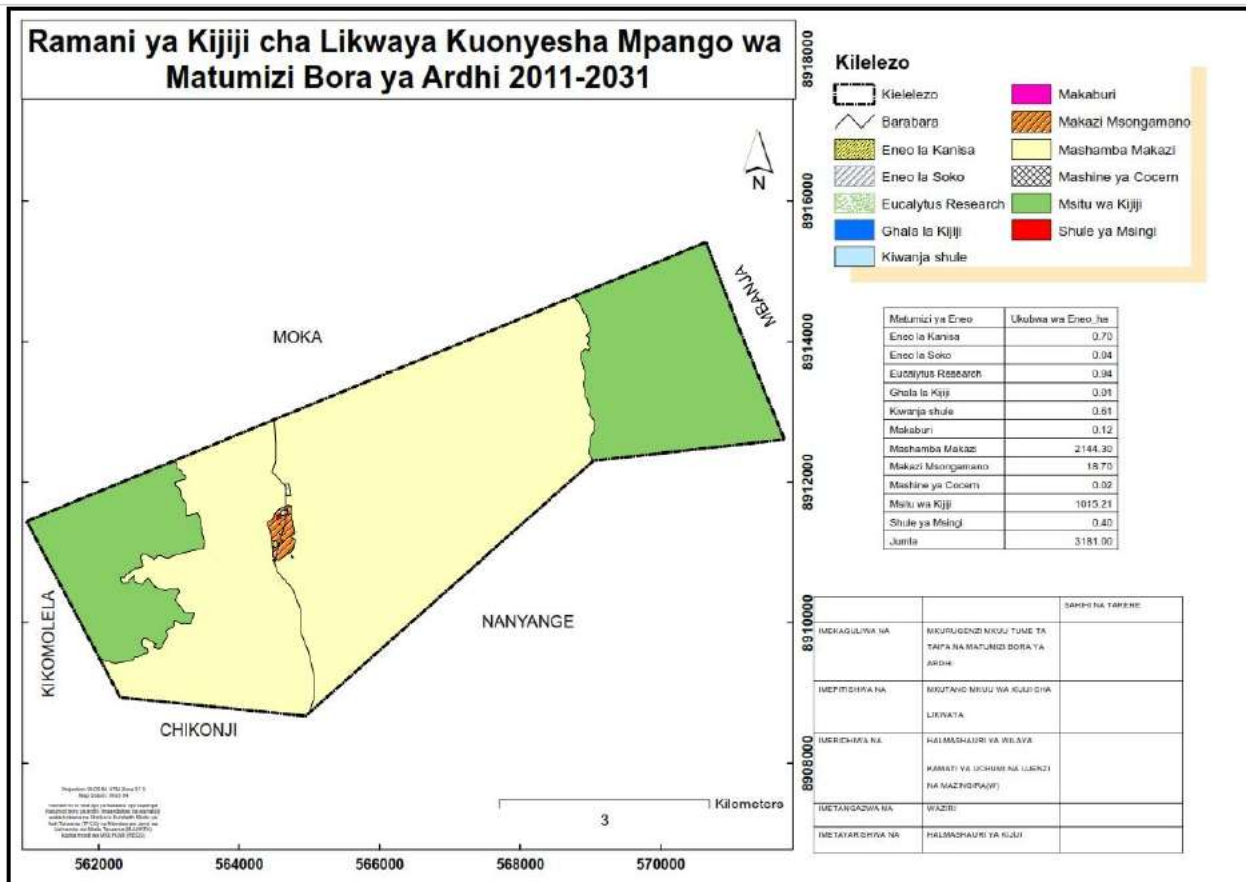 Ramani ya Kijiji cha Likwaya Kuonyesha Mpango wa
Matumizi Bora ya Ardhi 2011-2031
N
MOKA
MBANJA
NANYANGE
CHIKONJI
KIKOMOLELA
3
Kilometers
562000 564000 566000 568000 570000
8918000
8916000
8914000
8912000
8910000
8908000
Kilelezo
Kielelezo
Barabara
Eneo la Kanisa
Eneo la Soko
Eucalytus Research
Ghala la Kijiji
Kiwanja shule
Makaburi
Makazi Msongamano
Mashamba Makazi
Mashine ya Cocern
Msitu wa Kijiji
Shule ya Msingi
Matumizi ya Eneo Ukubwa wa Eneo_ha
Eneo la Kanisa 0.70
Eneo la Soko 0.04
Eucalytus Research 0.94
Ghala la Kijiji 0.01
Kiwanja shule 0.61
Makaburi 0.12
Mashamba Makazi 2144.30
Makazi Msongamano 18.70
Mashine ya Cocern 0.02
Msitu wa Kijiji 1015.21
Shule ya Msingi 0.40
Jumla 3181.00
SAHIHI NA TAREHE
IMEKAGULIWA NA MKURUGENZI MKUU TUME YA
TAIFA NA MATUMIZI BORA YA
ARDHI
IMEPITISHWA NA MKUTANO MKUU WA KIJIJI CHA
LIKWAYA
IMERIDHIWA NA HALMASHAURI YA WILAYA
KAMATI YA UCHUMI NA UJENZI
NA MAZINGIRA(W)
IMETANGAZWA NA WAZIRI
IMETAYARISHWA NA HALMASHAURI YA KIJIJI